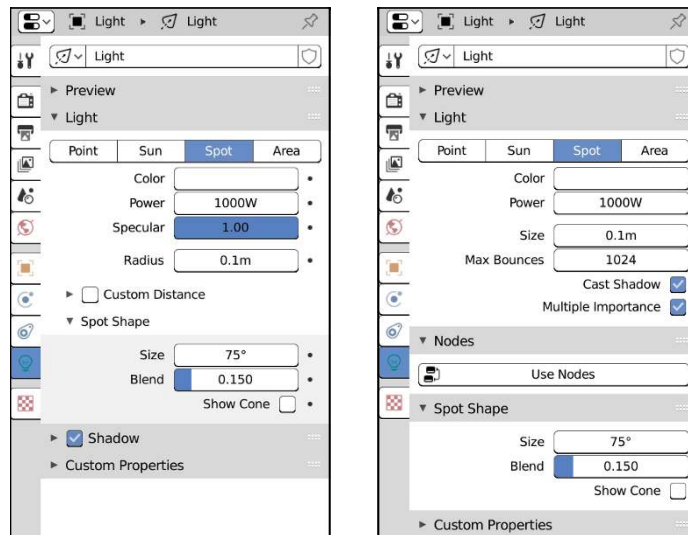 Light Light
Light
Preview
Light
Point Sun Spot Area
Color
Power 1000W
Specular 1.00
Radius 0.1m
Custom Distance
Spot Shape
Size 75°
Blend 0.150
Show Cone
Shadow
Custom Properties
Light Light
Light
Preview
Light
Point Sun Spot Area
Color
Power 1000W
Size 0.1m
Max Bounces 1024
Cast Shadow
Multiple Importance
Nodes
Use Nodes
Spot Shape
Size 75°
Blend 0.150
Show Cone
Custom Properties